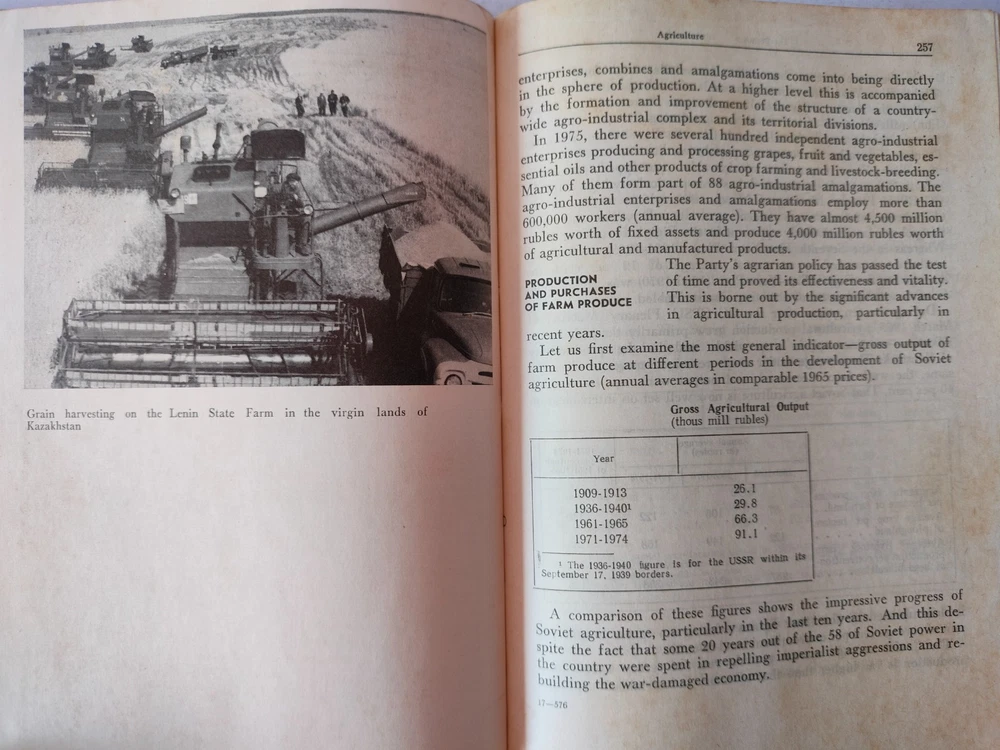 Grain harvesting on the Lenin State Farm in the virgin lands of
Kazakhstan
Agriculture
257
enterprises, combines and amalgamations come into being directly
in the sphere of production. At a higher level this is accompanied
by the formation and improvement of the structure of a country-
wide agro-industrial complex and its territorial divisions.
In 1975, there were several hundred independent agro-industrial
enterprises producing and processing grapes, fruit and vegetables, es-
sential oils and other products of crop farming and livestock-breeding.
Many of them form part of 88 agro-industrial amalgamations. The
agro-industrial enterprises and amalgamations employ more than
600,000 workers (annual average). They have almost 4,500 million
rubles worth of fixed assets and produce 4,000 million rubles worth
of agricultural and manufactured products.
PRODUCTION
AND PURCHASES
OF FARM PRODUCE
The Party's agrarian policy has passed the test
of time and proved its effectiveness and vitality.
This is borne out by the significant advances
in agricultural production, particularly in
recent years.
Let us first examine the most general indicator—gross output of
farm produce at different periods in the development of Soviet
agriculture (annual averages in comparable 1965 prices).
Gross Agricultural Output
(thous mill rubles)
Year
1909-1913 26.1
1936-1940¹ 29.8
1961-1965 66.3
1971-1974 91.1
¹ The 1936-1940 figure is for the USSR within its
September 17, 1939 borders.
A comparison of these figures shows the impressive progress of
Soviet agriculture, particularly in the last ten years. And this de-
spite the fact that some 20 years out of the 58 of Soviet power in
the country were spent in repelling imperialist aggressions and re-
building the war-damaged economy.
17—576